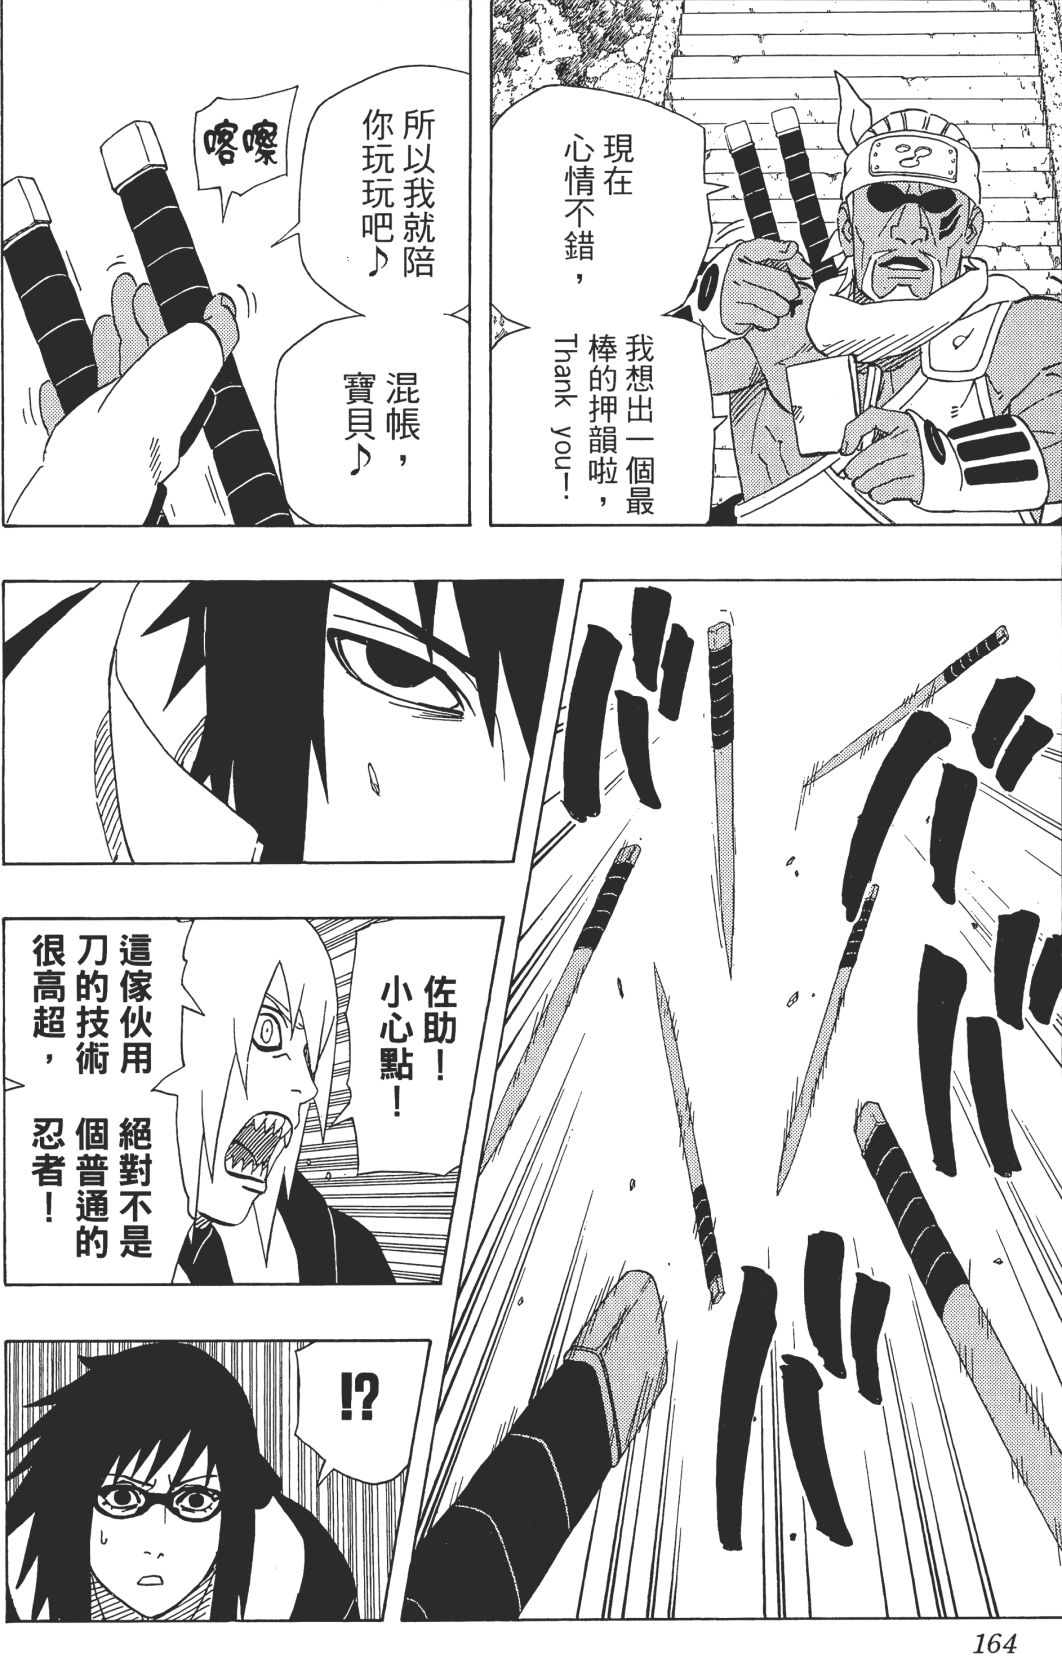 現在
心情不錯，
我想出一個最
棒的押韻啦，
Thank you!
所以我就陪
你玩玩吧♪
混帳，
寶貝♪
喀嚓
佐助！
小心點！
這傢伙用
刀的技術
很高超，
絕對不是
個普通的
忍者！
!?
164